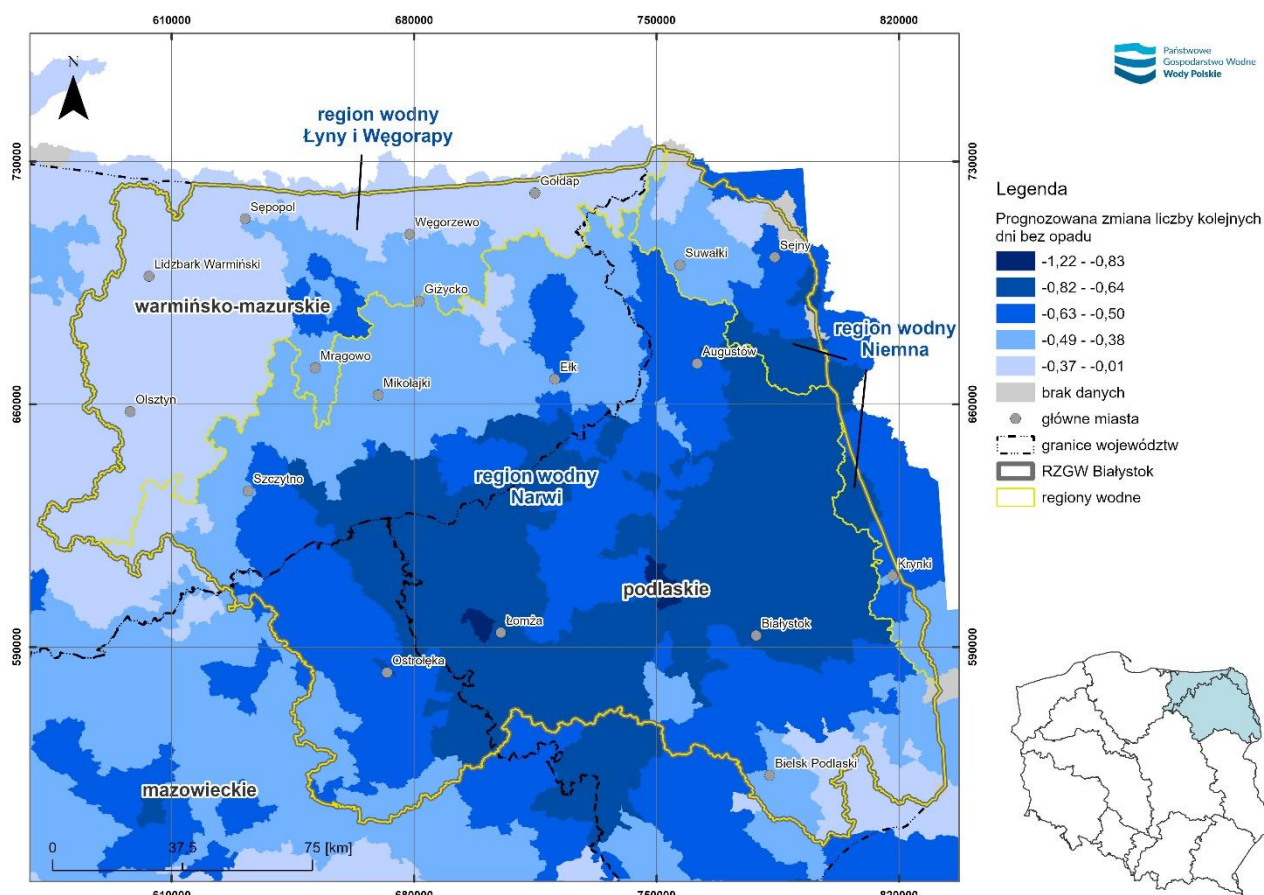 610000
680000
750000
820000
N
730000
730000
660000
660000
590000
590000
region wodny
Łyny i Węgorapy
Gołdap
Sępopol
Węgorzewo
Suwałki
Sejny
Lidzbark Warmiński
warmińsko-mazurskie
Giżycko
region wodny
Niemna
Mrągowo
Mikołajki
Ełk
Augustów
Olsztyn
Szczytno
region wodny
Narwi
Krynki
podlaskie
Łomża
Białystok
Ostrołęka
Bielsk Podlaski
mazowieckie
0
37,5
75 [km]
610000
680000
750000
820000
Państwowe
Gospodarstwo Wodne
Wody Polskie
Legenda
Prognozowana zmiana liczby kolejnych
dni bez opadu
-1,22 - -0,83
-0,82 - -0,64
-0,63 - -0,50
-0,49 - -0,38
-0,37 - -0,01
brak danych
główne miasta
granice województw
RZGW Białystok
regiony wodne